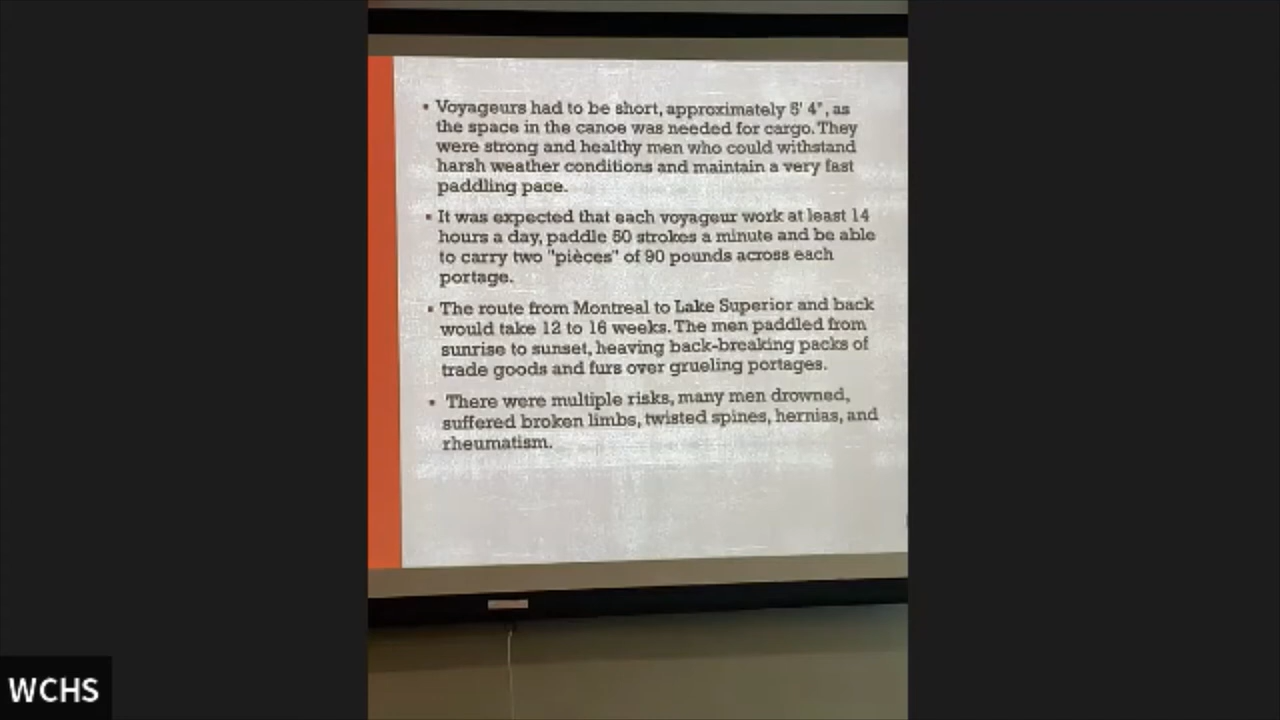 ▪ Voyageurs had to be short, approximately 5' 4", as
the space in the canoe was needed for cargo. They
were strong and healthy men who could withstand
harsh weather conditions and maintain a very fast
paddling pace.
▪ It was expected that each voyageur work at least 14
hours a day, paddle 50 strokes a minute and be able
to carry two "pièces" of 90 pounds across each
portage.
▪ The route from Montreal to Lake Superior and back
would take 12 to 16 weeks. The men paddled from
sunrise to sunset, heaving back-breaking packs of
trade goods and furs over grueling portages.
▪ There were multiple risks, many men drowned,
suffered broken limbs, twisted spines, hernias, and
rheumatism.
WCHS